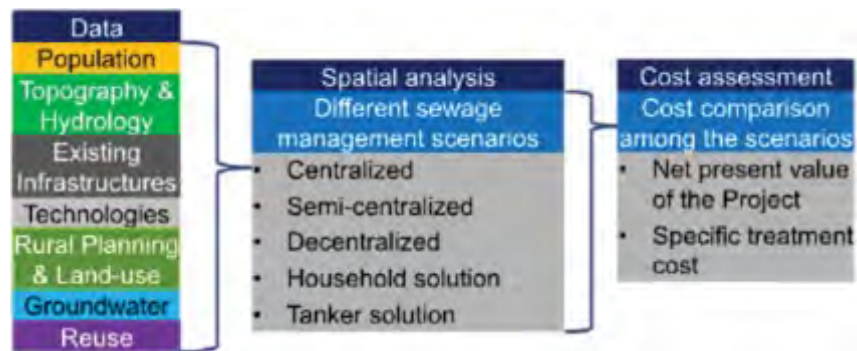 Data
Population
Topography &
Hydrology
Existing
Infrastructures
Technologies
Rural Planning
& Land-use
Groundwater
Reuse
Spatial analysis
Different sewage
management scenarios
• Centralized
• Semi-centralized
• Decentralized
• Household solution
• Tanker solution
Cost assessment
Cost comparison
among the scenarios
• Net present value
of the Project
• Specific treatment
cost